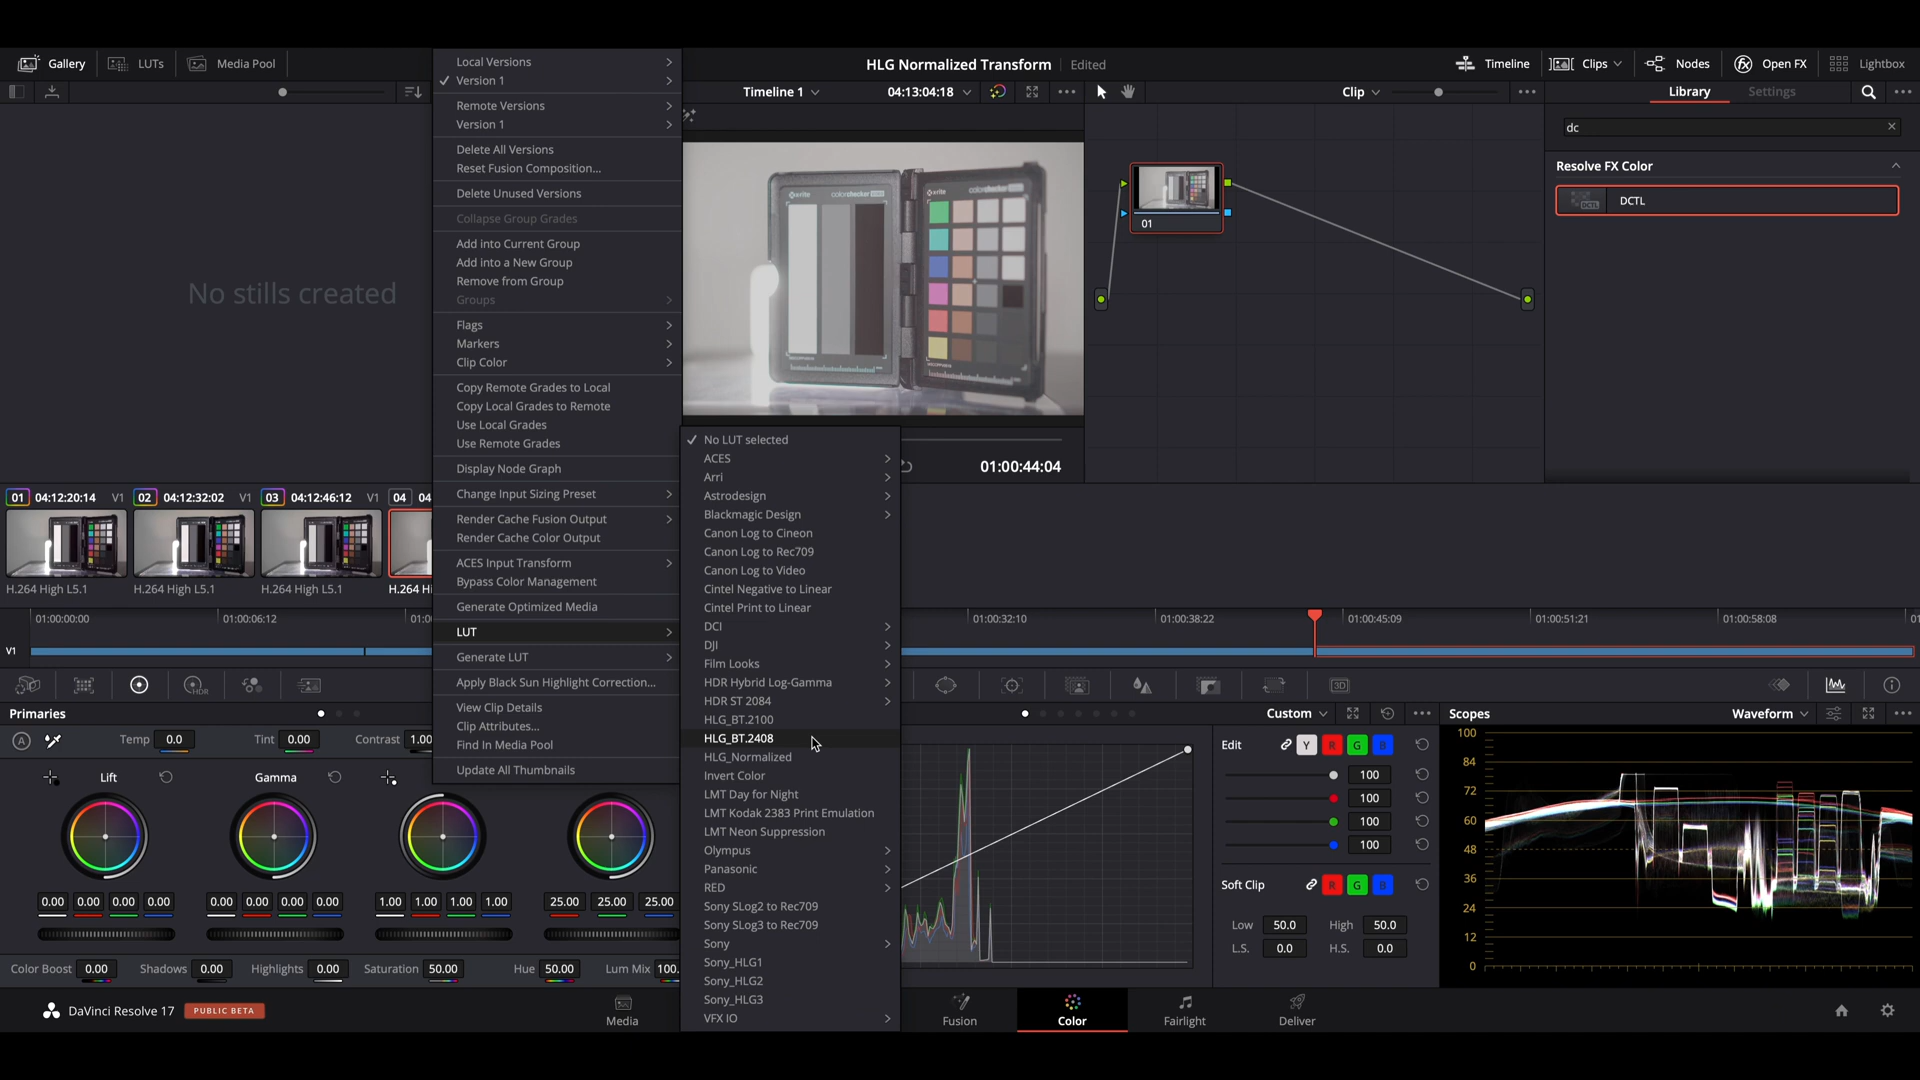 Gallery
LUTs
Media Pool
HLG Normalized Transform
Edited
Timeline
Clips
Nodes
Open FX
Lightbox
Timeline 1
04:13:04:18
Clip
Library
Settings
dc
Resolve FX Color
DCTL
DCTL
No stills created
Local Versions
Version 1
Remote Versions
Version 1
Delete All Versions
Reset Fusion Composition...
Delete Unused Versions
Collapse Group Grades
Add into Current Group
Add into a New Group
Remove from Group
Groups
Flags
Markers
Clip Color
Copy Remote Grades to Local
Copy Local Grades to Remote
Use Local Grades
Use Remote Grades
Display Node Graph
Change Input Sizing Preset
Render Cache Fusion Output
Render Cache Color Output
ACES Input Transform
Bypass Color Management
Generate Optimized Media
LUT
Generate LUT
Apply Black Sun Highlight Correction...
View Clip Details
Clip Attributes...
Find In Media Pool
Update All Thumbnails
x-rite
colorchecker
x-rite
colorchecker
01
01:00:44:04
No LUT selected
ACES
Arri
Astrodesign
Blackmagic Design
Canon Log to Cineon
Canon Log to Rec709
Canon Log to Video
Cintel Negative to Linear
Cintel Print to Linear
DCI
DJI
Film Looks
HDR Hybrid Log-Gamma
HDR ST 2084
HLG_BT.2100
HLG_BT.2408
HLG_Normalized
Invert Color
LMT Day for Night
LMT Kodak 2383 Print Emulation
LMT Neon Suppression
Olympus
Panasonic
RED
Sony SLog2 to Rec709
Sony SLog3 to Rec709
Sony
Sony_HLG1
Sony_HLG2
Sony_HLG3
VFX IO
01 04:12:20:14 V1
02 04:12:32:02 V1
03 04:12:46:12 V1
04 04
H.264 High L5.1
H.264 High L5.1
H.264 High L5.1
H.264 Hi
01:00:00:00
01:00:06:12
01:0
01:00:32:10
01:00:38:22
01:00:45:09
01:00:51:21
01:00:58:08
01
V1
HDR
3D
Primaries
Custom
Scopes
Waveform
A
Temp 0.0
Tint 0.00
Contrast 1.00
Lift
Gamma
0.00 0.00 0.00 0.00
0.00 0.00 0.00 0.00
1.00 1.00 1.00 1.00
25.00 25.00 25.00
Color Boost 0.00
Shadows 0.00
Highlights 0.00
Saturation 50.00
Hue 50.00
Lum Mix 100.
Edit
Y R G B
100
100
100
100
Soft Clip
R G B
Low 50.0 High 50.0
L.S. 0.0 H.S. 0.0
100
84
72
60
48
36
24
12
0
DaVinci Resolve 17
PUBLIC BETA
Media
Fusion
Color
Fairlight
Deliver